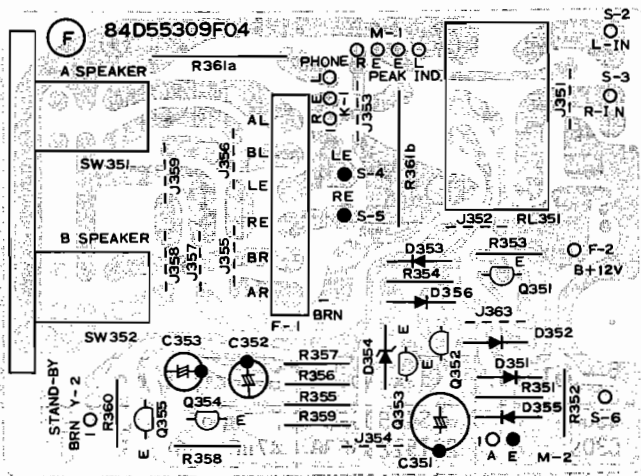 F 84D55309F04
S-2
L-IN
A SPEAKER
R361a
PHONE
M-1
R E E L
PEAK IND.
L
E
R
I
K-1
J353
J351
S-3
R-IN
AL
BL
LE
RE
BR
AR
LE
S-4
RE
S-5
R361b
SW351
J359
J356
J352
RL351
B SPEAKER
J358
J357
J355
D353
R354
D356
R353
E
Q351
F-2
B+12V
SW352
F-1
I
BRN
J363
D352
C353
C352
D354
E
E
Q352
Q353
R357
R356
R355
R359
D351
R351
D355
R352
S-6
STAND-BY
BRN Y-2
I
R360
E
Q355
Q354
E
R358
J354
C351
I
A E
M-2